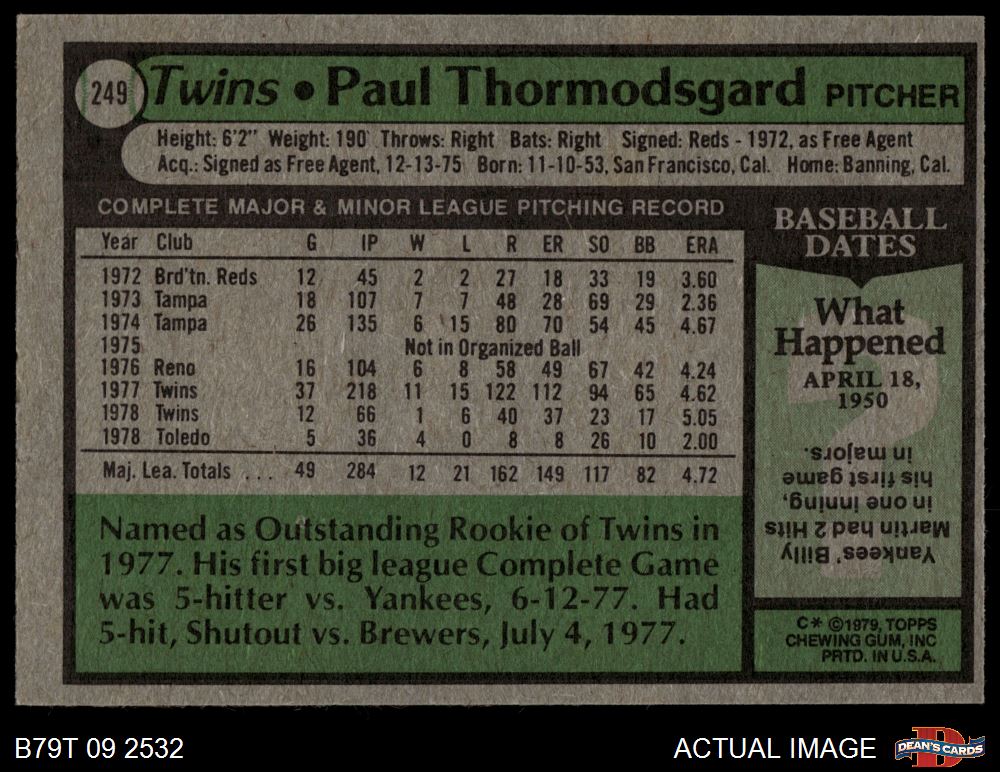 249 Twins • Paul Thormodsgard PITCHER
Height: 6'2" Weight: 190 Throws: Right Bats: Right Signed: Reds - 1972, as Free Agent
Acq.: Signed as Free Agent, 12-13-75 Born: 11-10-53, San Francisco, Cal. Home: Banning, Cal.
COMPLETE MAJOR & MINOR LEAGUE PITCHING RECORD
Year Club G IP W L R ER SO BB ERA
1972 Brd'tn. Reds 12 45 2 2 27 18 33 19 3.60
1973 Tampa 18 107 7 7 48 28 69 29 2.36
1974 Tampa 26 135 6 15 80 70 54 45 4.67
1975 Not in Organized Ball
1976 Reno 16 104 6 8 58 49 67 42 4.24
1977 Twins 37 218 11 15 122 112 94 65 4.62
1978 Twins 12 66 1 6 40 37 23 17 5.05
1978 Toledo 5 36 4 0 8 8 26 10 2.00
Maj. Lea. Totals . . . 49 284 12 21 162 149 117 82 4.72
Named as Outstanding Rookie of Twins in
1977. His first big league Complete Game
was 5-hitter vs. Yankees, 6-12-77. Had
5-hit, Shutout vs. Brewers, July 4, 1977.
BASEBALL
DATES
What
Happened
APRIL 18,
1950
?
Yankees' Billy
Martin had 2 Hits
in one inning,
his first game
in majors.
C* ©1979, TOPPS
CHEWING GUM, INC
PRTD. IN U.S.A.
B79T 09 2532
ACTUAL IMAGE
D
DEAN'S CARDS